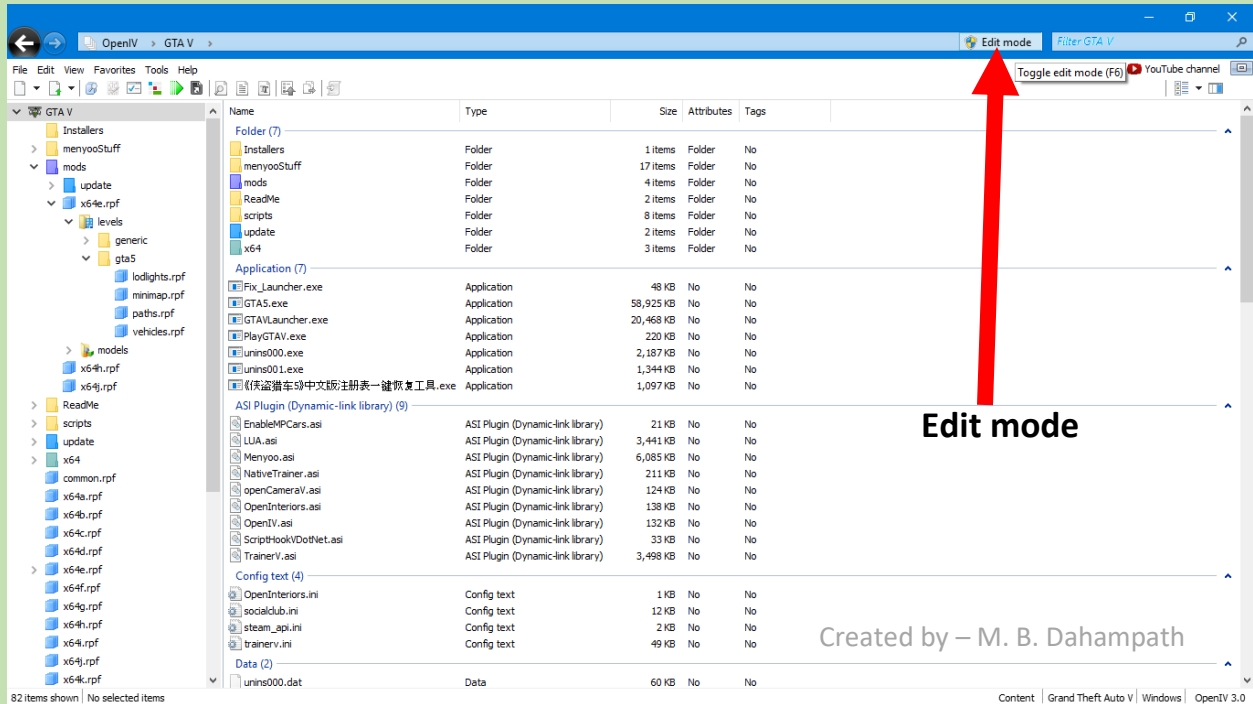 OpenIV > GTA V >
Edit mode
Filter GTA V
File Edit View Favorites Tools Help
Toggle edit mode (F6)
YouTube channel
GTA V
Installers
menyooStuff
mods
update
x64e.rpf
levels
generic
gta5
lodlights.rpf
minimap.rpf
paths.rpf
vehicles.rpf
models
x64h.rpf
x64j.rpf
ReadMe
scripts
update
x64
common.rpf
x64a.rpf
x64b.rpf
x64c.rpf
x64d.rpf
x64e.rpf
x64f.rpf
x64g.rpf
x64h.rpf
x64i.rpf
x64j.rpf
x64k.rpf
Name Type Size Attributes Tags
Folder (7)
Installers Folder 1 items Folder No
menyooStuff Folder 17 items Folder No
mods Folder 4 items Folder No
ReadMe Folder 2 items Folder No
scripts Folder 8 items Folder No
update Folder 2 items Folder No
x64 Folder 3 items Folder No
Application (7)
Fix_Launcher.exe Application 48 KB No No
GTA5.exe Application 58,925 KB No No
GTAVLauncher.exe Application 20,468 KB No No
PlayGTAV.exe Application 220 KB No No
unins000.exe Application 2,187 KB No No
unins001.exe Application 1,344 KB No No
《侠盗猎车5》中文版注册表一键恢复工具.exe Application 1,097 KB No No
ASI Plugin (Dynamic-link library) (9)
EnableMPCars.asi ASI Plugin (Dynamic-link library) 21 KB No No
LUA.asi ASI Plugin (Dynamic-link library) 3,441 KB No No
Menyoo.asi ASI Plugin (Dynamic-link library) 6,085 KB No No
NativeTrainer.asi ASI Plugin (Dynamic-link library) 211 KB No No
openCameraV.asi ASI Plugin (Dynamic-link library) 124 KB No No
OpenInteriors.asi ASI Plugin (Dynamic-link library) 138 KB No No
OpenIV.asi ASI Plugin (Dynamic-link library) 132 KB No No
ScriptHookVDotNet.asi ASI Plugin (Dynamic-link library) 33 KB No No
TrainerV.asi ASI Plugin (Dynamic-link library) 3,498 KB No No
Config text (4)
OpenInteriors.ini Config text 1 KB No No
socialclub.ini Config text 12 KB No No
steam_api.ini Config text 2 KB No No
trainerv.ini Config text 49 KB No No
Data (2)
unins000.dat Data 60 KB No No
Edit mode
Created by – M. B. Dahampath
82 items shown No selected items
Content Grand Theft Auto V Windows OpenIV 3.0